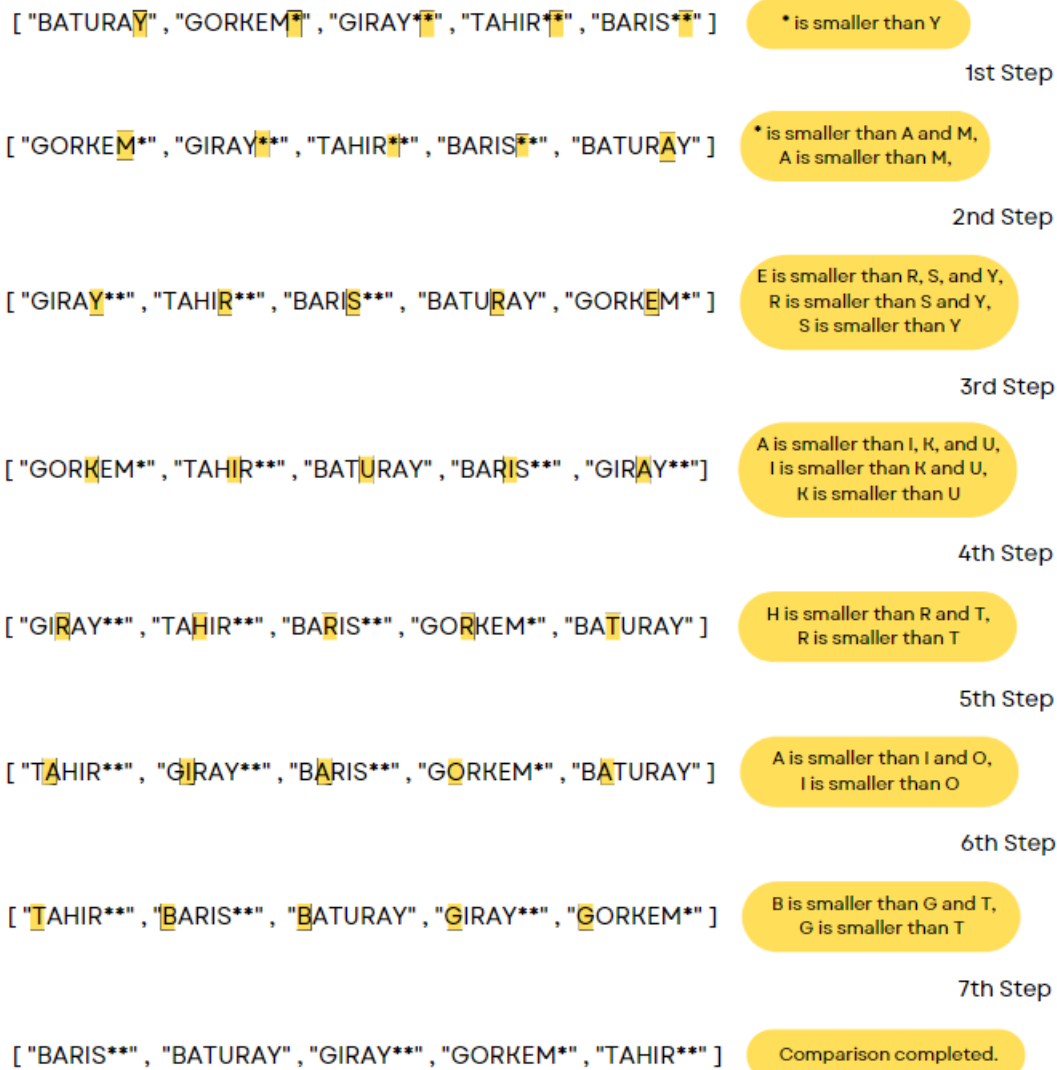 [ "BATURAY" , "GORKEM*" , "GIRAY**" , "TAHIR**" , "BARIS**" ]
* is smaller than Y
1st Step
[ "GORKEM*" , "GIRAY**" , "TAHIR**" , "BARIS**" , "BATURAY" ]
* is smaller than A and M,
A is smaller than M,
2nd Step
[ "GIRAY**" , "TAHIR**" , "BARIS**" , "BATURAY" , "GORKEM*" ]
E is smaller than R, S, and Y,
R is smaller than S and Y,
S is smaller than Y
3rd Step
[ "GORKEM*" , "TAHIR**" , "BATURAY" , "BARIS**" , "GIRAY**"]
A is smaller than I, K, and U,
I is smaller than K and U,
K is smaller than U
4th Step
[ "GIRAY**" , "TAHIR**" , "BARIS**" , "GORKEM*" , "BATURAY" ]
H is smaller than R and T,
R is smaller than T
5th Step
[ "TAHIR**" , "GIRAY**" , "BARIS**" , "GORKEM*" , "BATURAY" ]
A is smaller than I and O,
I is smaller than O
6th Step
[ "TAHIR**" , "BARIS**" , "BATURAY" , "GIRAY**" , "GORKEM*" ]
B is smaller than G and T,
G is smaller than T
7th Step
[ "BARIS**" , "BATURAY" , "GIRAY**" , "GORKEM*" , "TAHIR**" ]
Comparison completed.